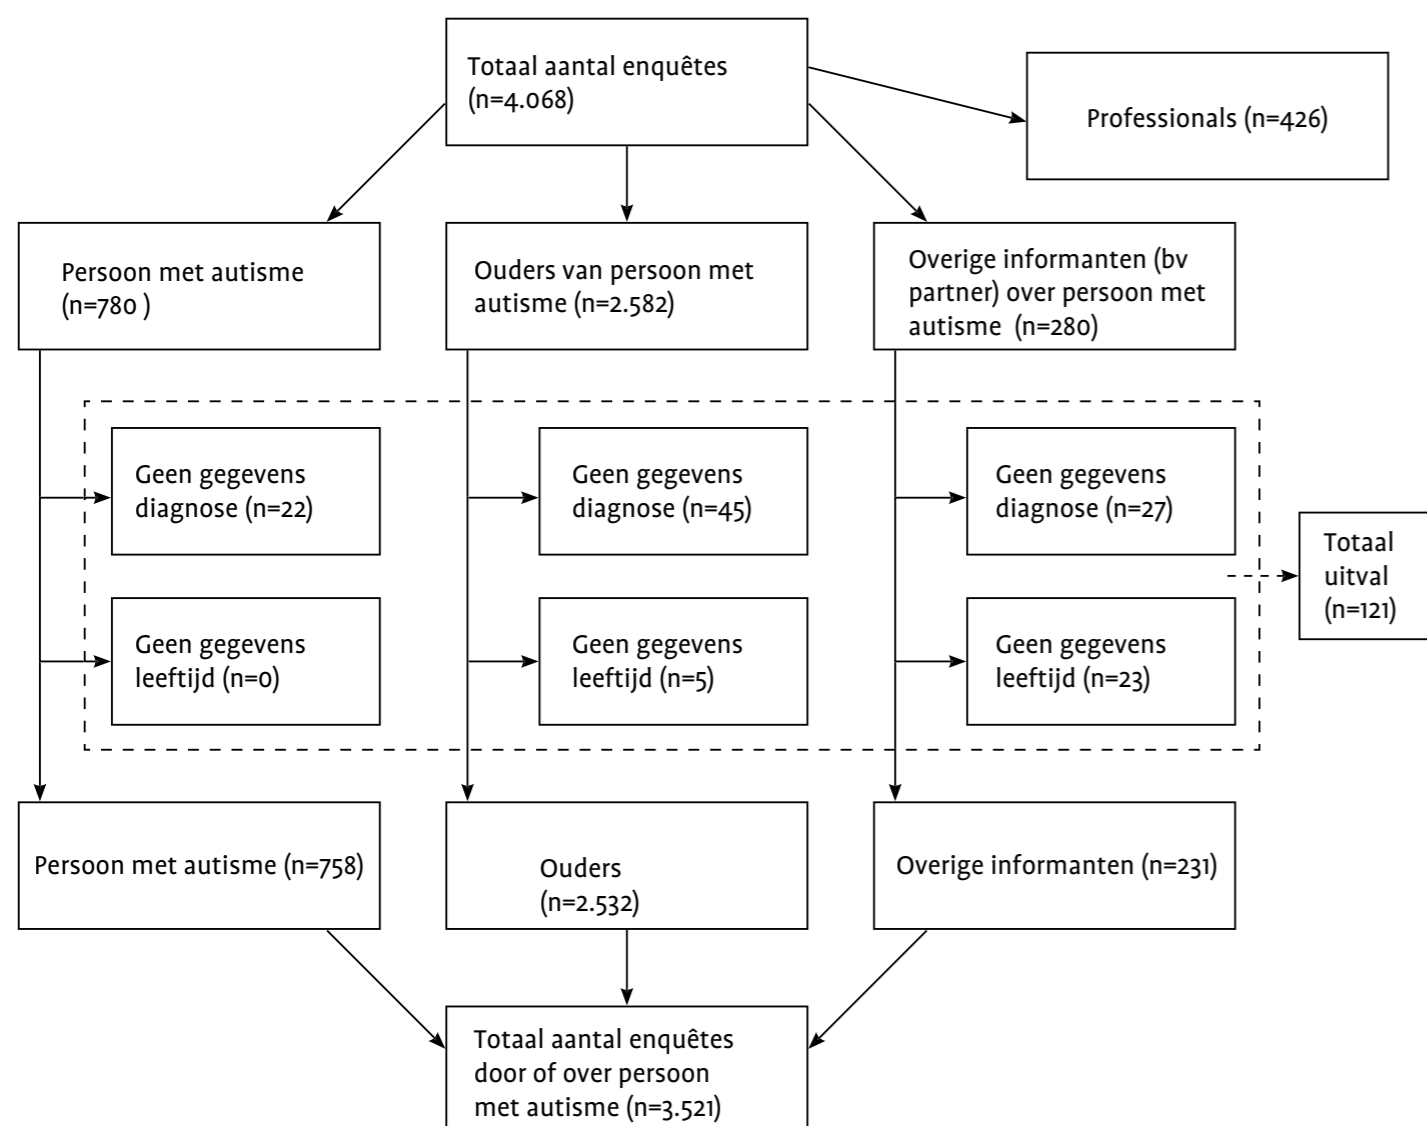 Totaal aantal enquêtes
(n=4.068)
Professionals (n=426)
Persoon met autisme
(n=780 )
Ouders van persoon met
autisme (n=2.582)
Overige informanten (bv
partner) over persoon met
autisme (n=280)
Geen gegevens
diagnose (n=22)
Geen gegevens
diagnose (n=45)
Geen gegevens
diagnose (n=27)
Totaal
uitval
(n=121)
Geen gegevens
leeftijd (n=0)
Geen gegevens
leeftijd (n=5)
Geen gegevens
leeftijd (n=23)
Persoon met autisme (n=758)
Ouders
(n=2.532)
Overige informanten (n=231)
Totaal aantal enquêtes
door of over persoon
met autisme (n=3.521)